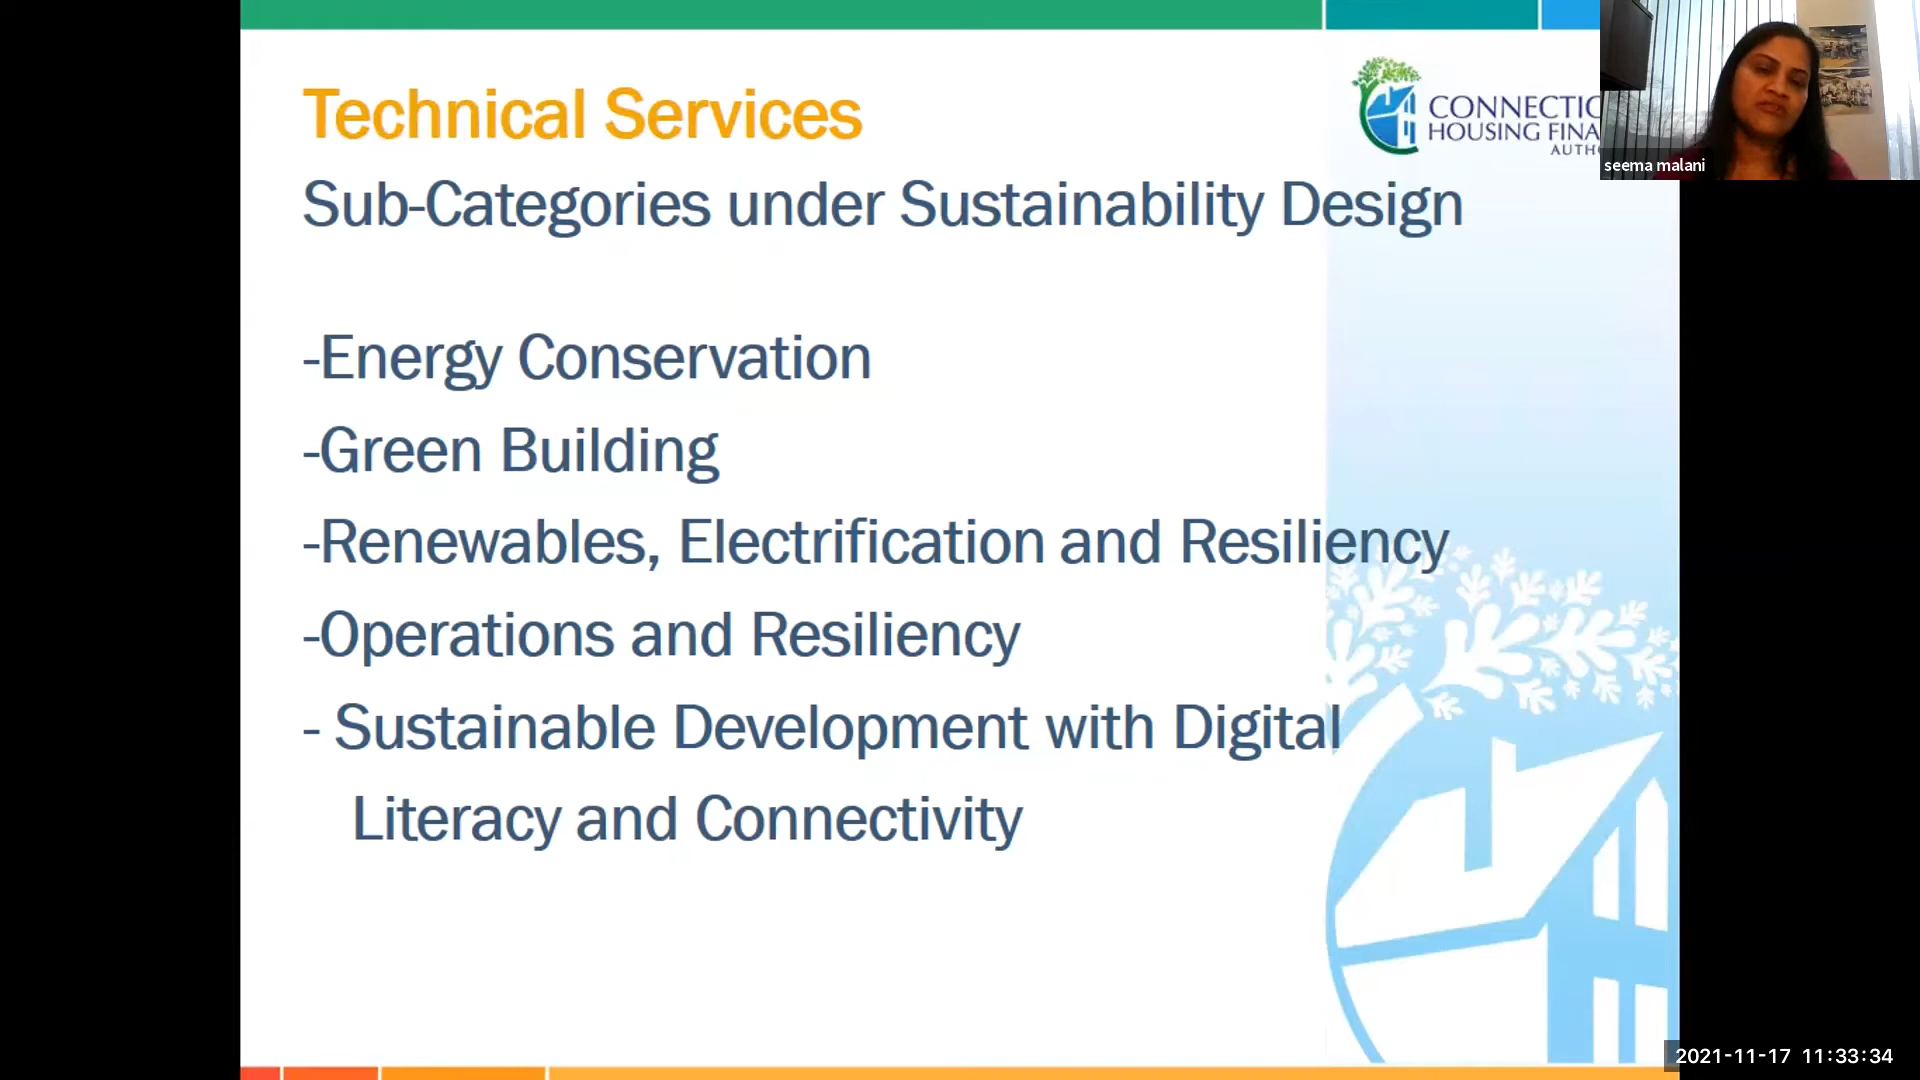 Technical Services
CONNECTIC
HOUSING FINA
AUTH
seema malani
Sub-Categories under Sustainability Design
-Energy Conservation
-Green Building
-Renewables, Electrification and Resiliency
-Operations and Resiliency
- Sustainable Development with Digital
Literacy and Connectivity
2021-11-17 11:33:34